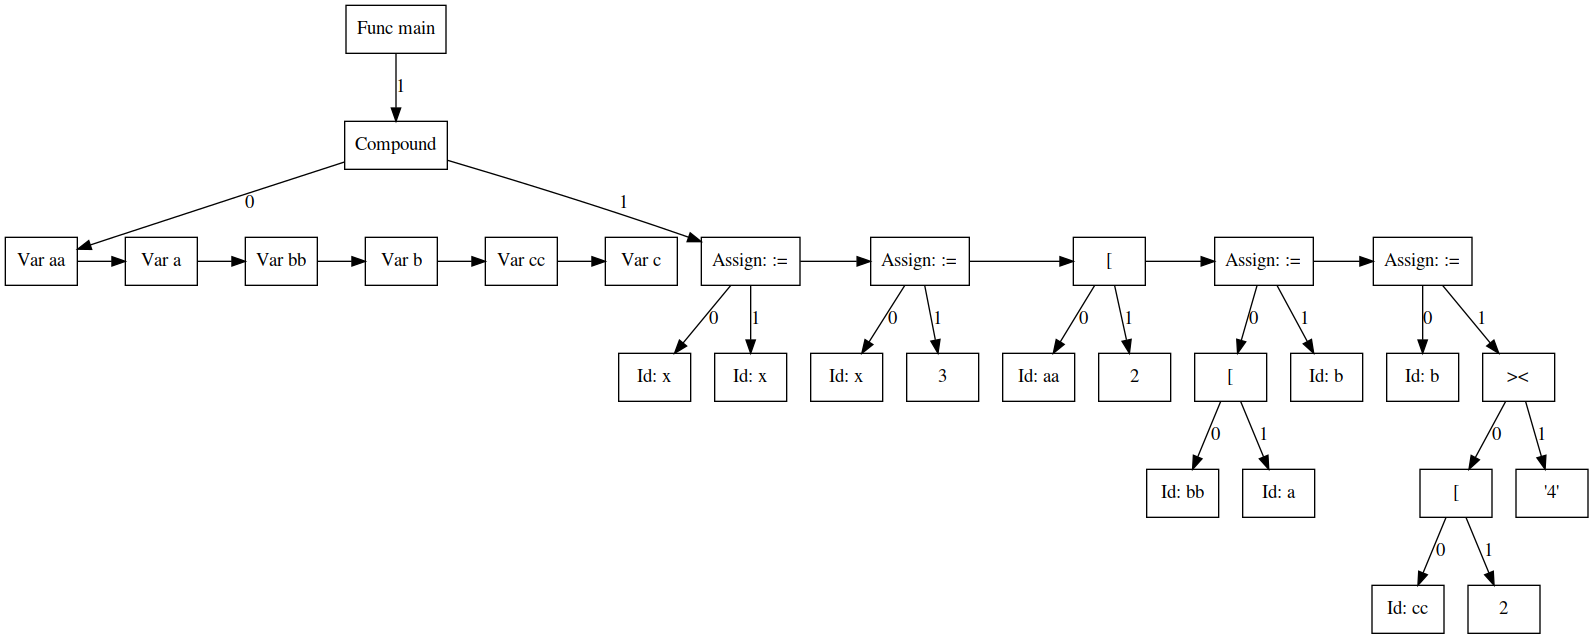 Func main
1
Compound
0 1
Var aa Var a Var bb Var b Var cc Var c Assign: := Assign: := [ Assign: := Assign: :=
0 1 0 1 0 1 0 1 0 1
Id: x Id: x Id: x 3 Id: aa 2 [ Id: b Id: b ><
0 1 0 1
Id: bb Id: a [ '4'
0 1
Id: cc 2